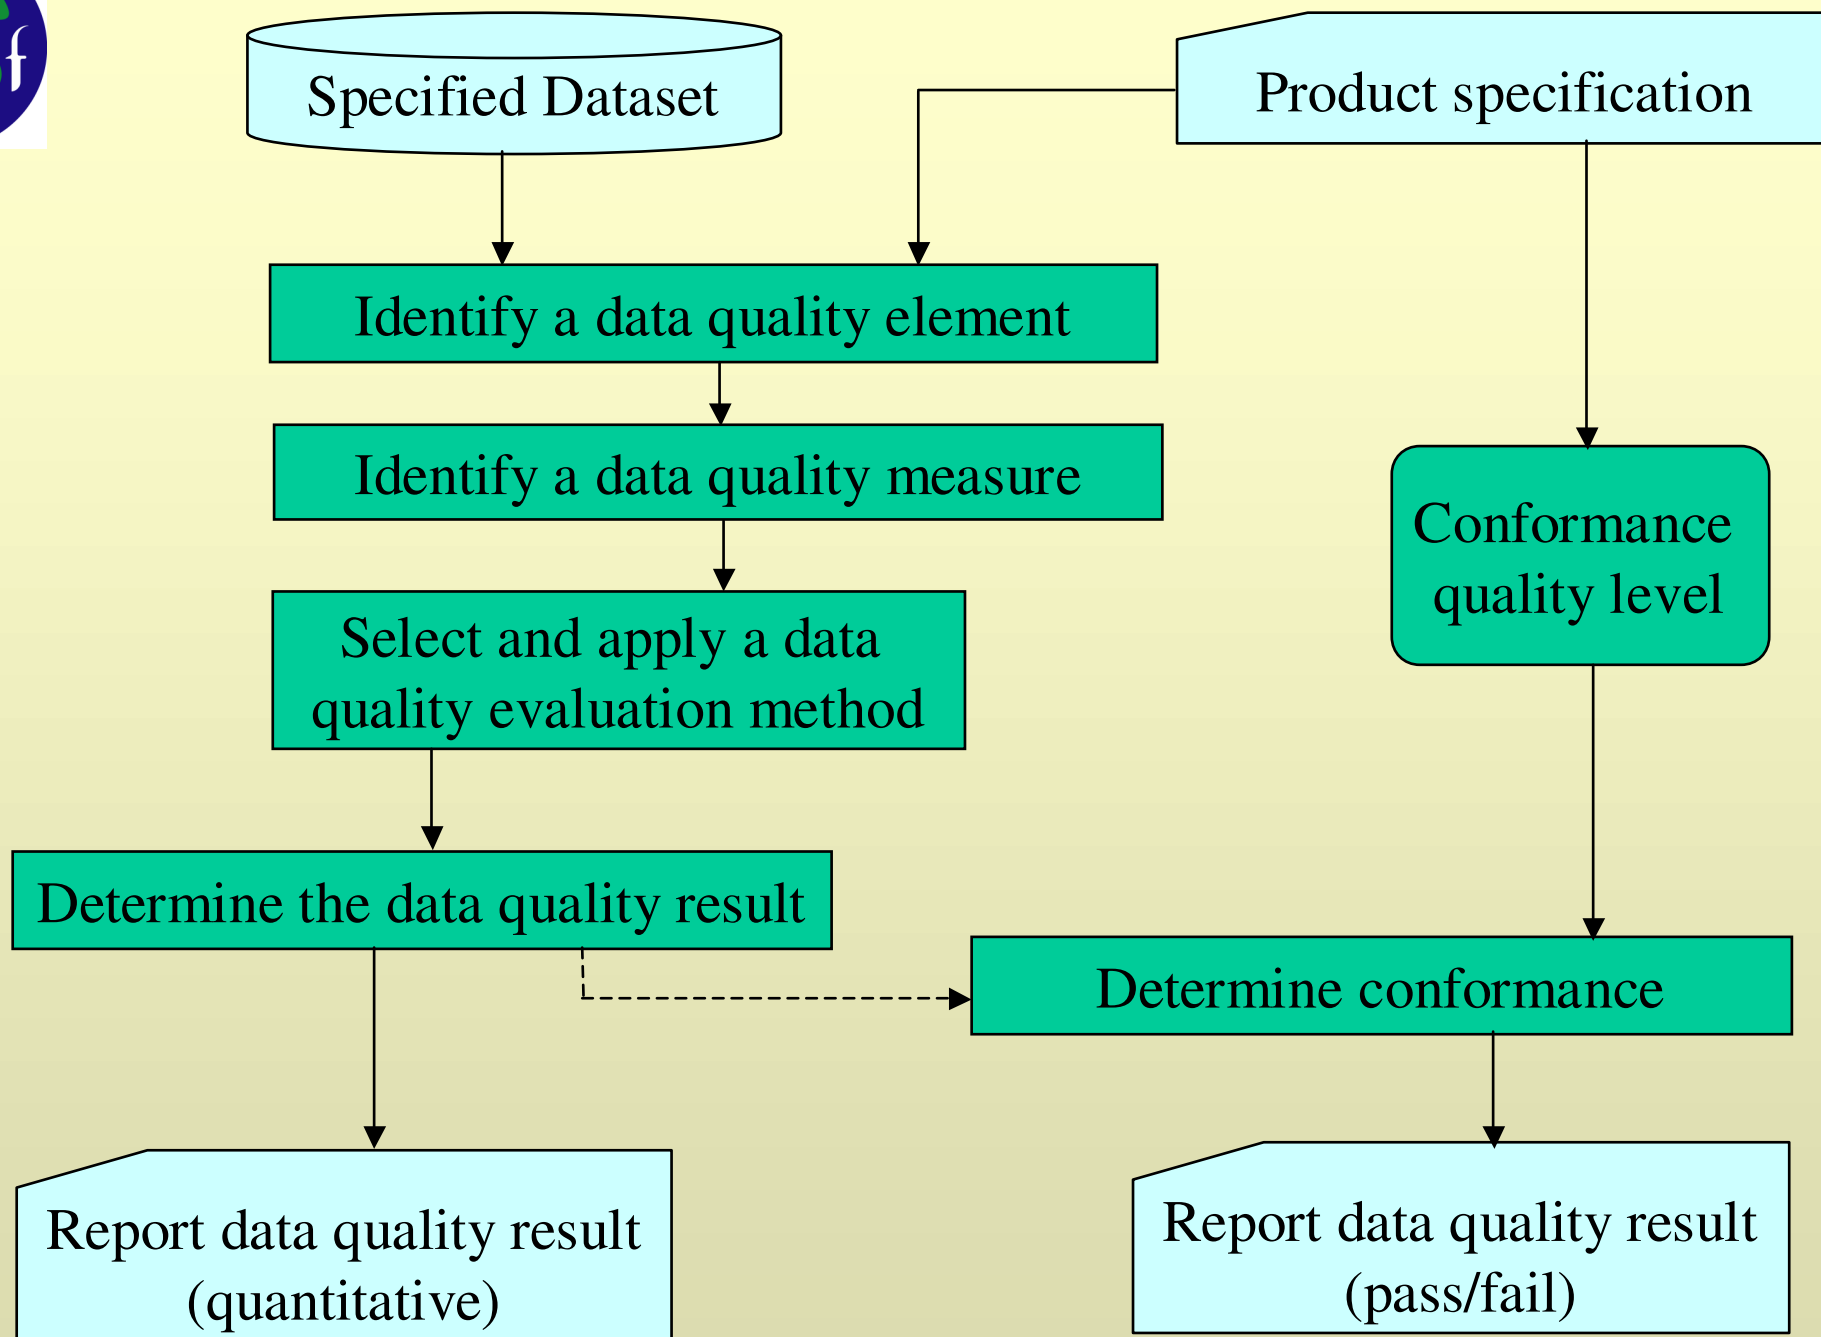 f
Specified Dataset
Product specification
Identify a data quality element
Identify a data quality measure
Conformance
quality level
Select and apply a data
quality evaluation method
Determine the data quality result
Determine conformance
Report data quality result
(quantitative)
Report data quality result
(pass/fail)